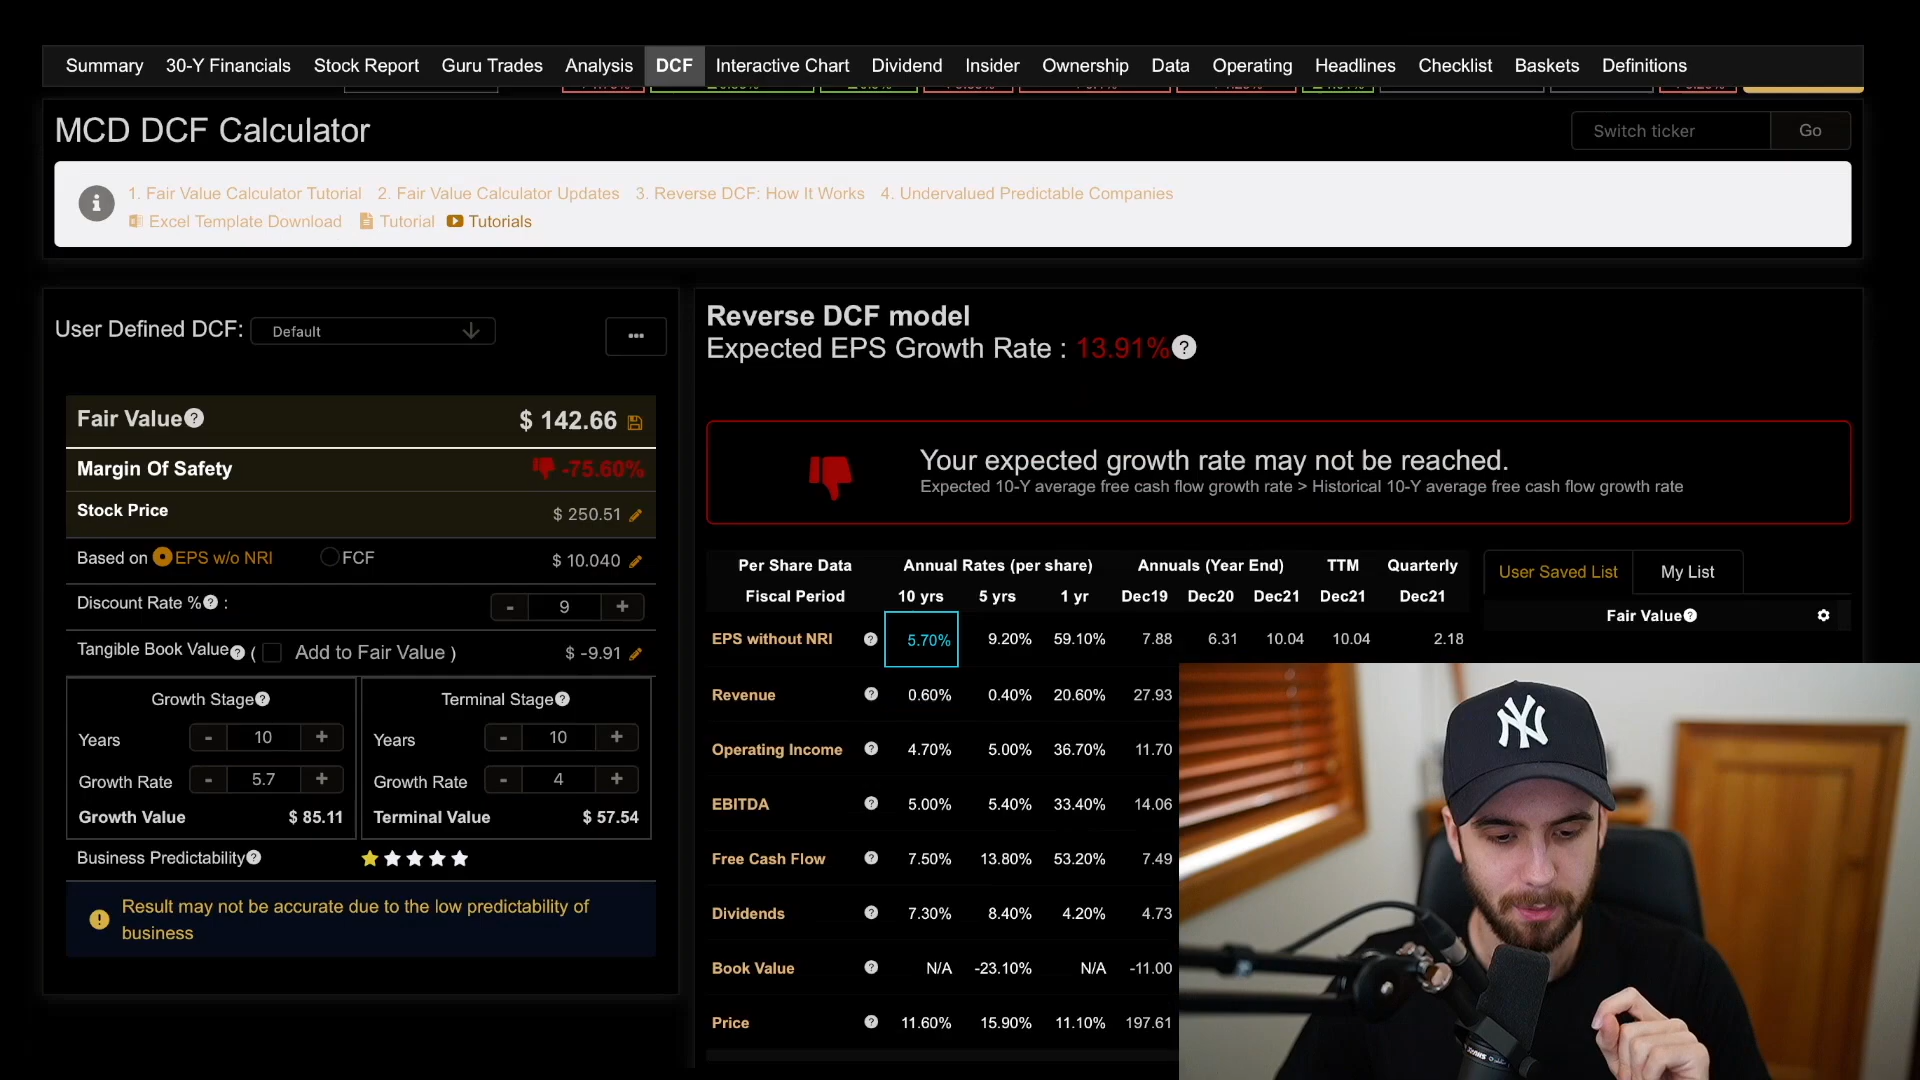 Summary 30-Y Financials Stock Report Guru Trades Analysis DCF Interactive Chart Dividend Insider Ownership Data Operating Headlines Checklist Baskets Definitions
MCD DCF Calculator
Switch ticker Go
1. Fair Value Calculator Tutorial 2. Fair Value Calculator Updates 3. Reverse DCF: How It Works 4. Undervalued Predictable Companies
Excel Template Download Tutorial Tutorials
User Defined DCF: Default ...
Fair Value $ 142.66
Margin Of Safety -75.60%
Stock Price $ 250.51
Based on EPS w/o NRI FCF $ 10.040
Discount Rate % : - 9 +
Tangible Book Value ( Add to Fair Value ) $ -9.91
Growth Stage
Years - 10 +
Growth Rate - 5.7 +
Growth Value $ 85.11
Terminal Stage
Years - 10 +
Growth Rate - 4 +
Terminal Value $ 57.54
Business Predictability
Result may not be accurate due to the low predictability of
business
Reverse DCF model
Expected EPS Growth Rate : 13.91%
Your expected growth rate may not be reached.
Expected 10-Y average free cash flow growth rate > Historical 10-Y average free cash flow growth rate
Per Share Data Annual Rates (per share) Annuals (Year End) TTM Quarterly
Fiscal Period 10 yrs 5 yrs 1 yr Dec19 Dec20 Dec21 Dec21 Dec21
EPS without NRI 5.70% 9.20% 59.10% 7.88 6.31 10.04 10.04 2.18
Revenue 0.60% 0.40% 20.60% 27.93
Operating Income 4.70% 5.00% 36.70% 11.70
EBITDA 5.00% 5.40% 33.40% 14.06
Free Cash Flow 7.50% 13.80% 53.20% 7.49
Dividends 7.30% 8.40% 4.20% 4.73
Book Value N/A -23.10% N/A -11.00
Price 11.60% 15.90% 11.10% 197.61
User Saved List My List
Fair Value
NY